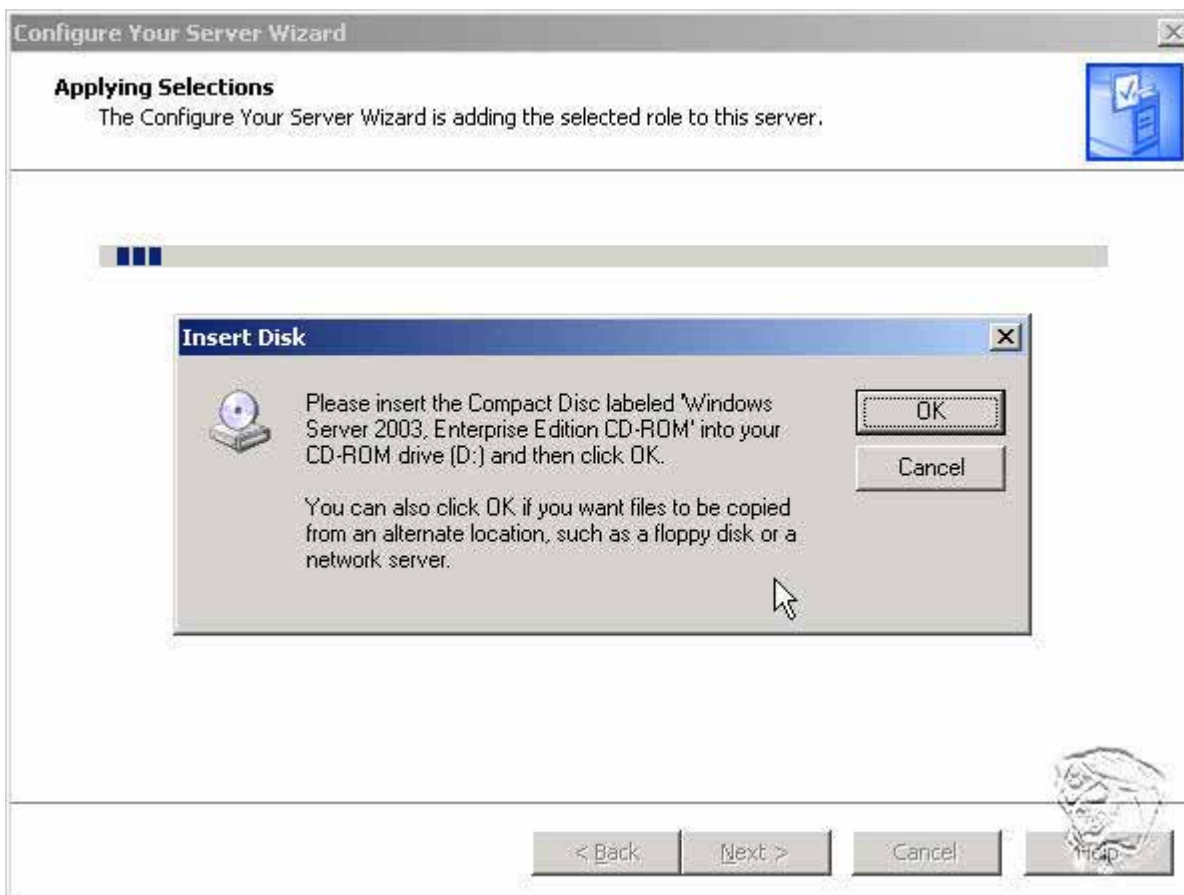 Configure Your Server Wizard
Applying Selections
The Configure Your Server Wizard is adding the selected role to this server.
Insert Disk
Please insert the Compact Disc labeled 'Windows
Server 2003, Enterprise Edition CD-ROM' into your
CD-ROM drive (D:) and then click OK.
You can also click OK if you want files to be copied
from an alternate location, such as a floppy disk or a
network server.
OK
Cancel
< Back
Next >
Cancel
Help